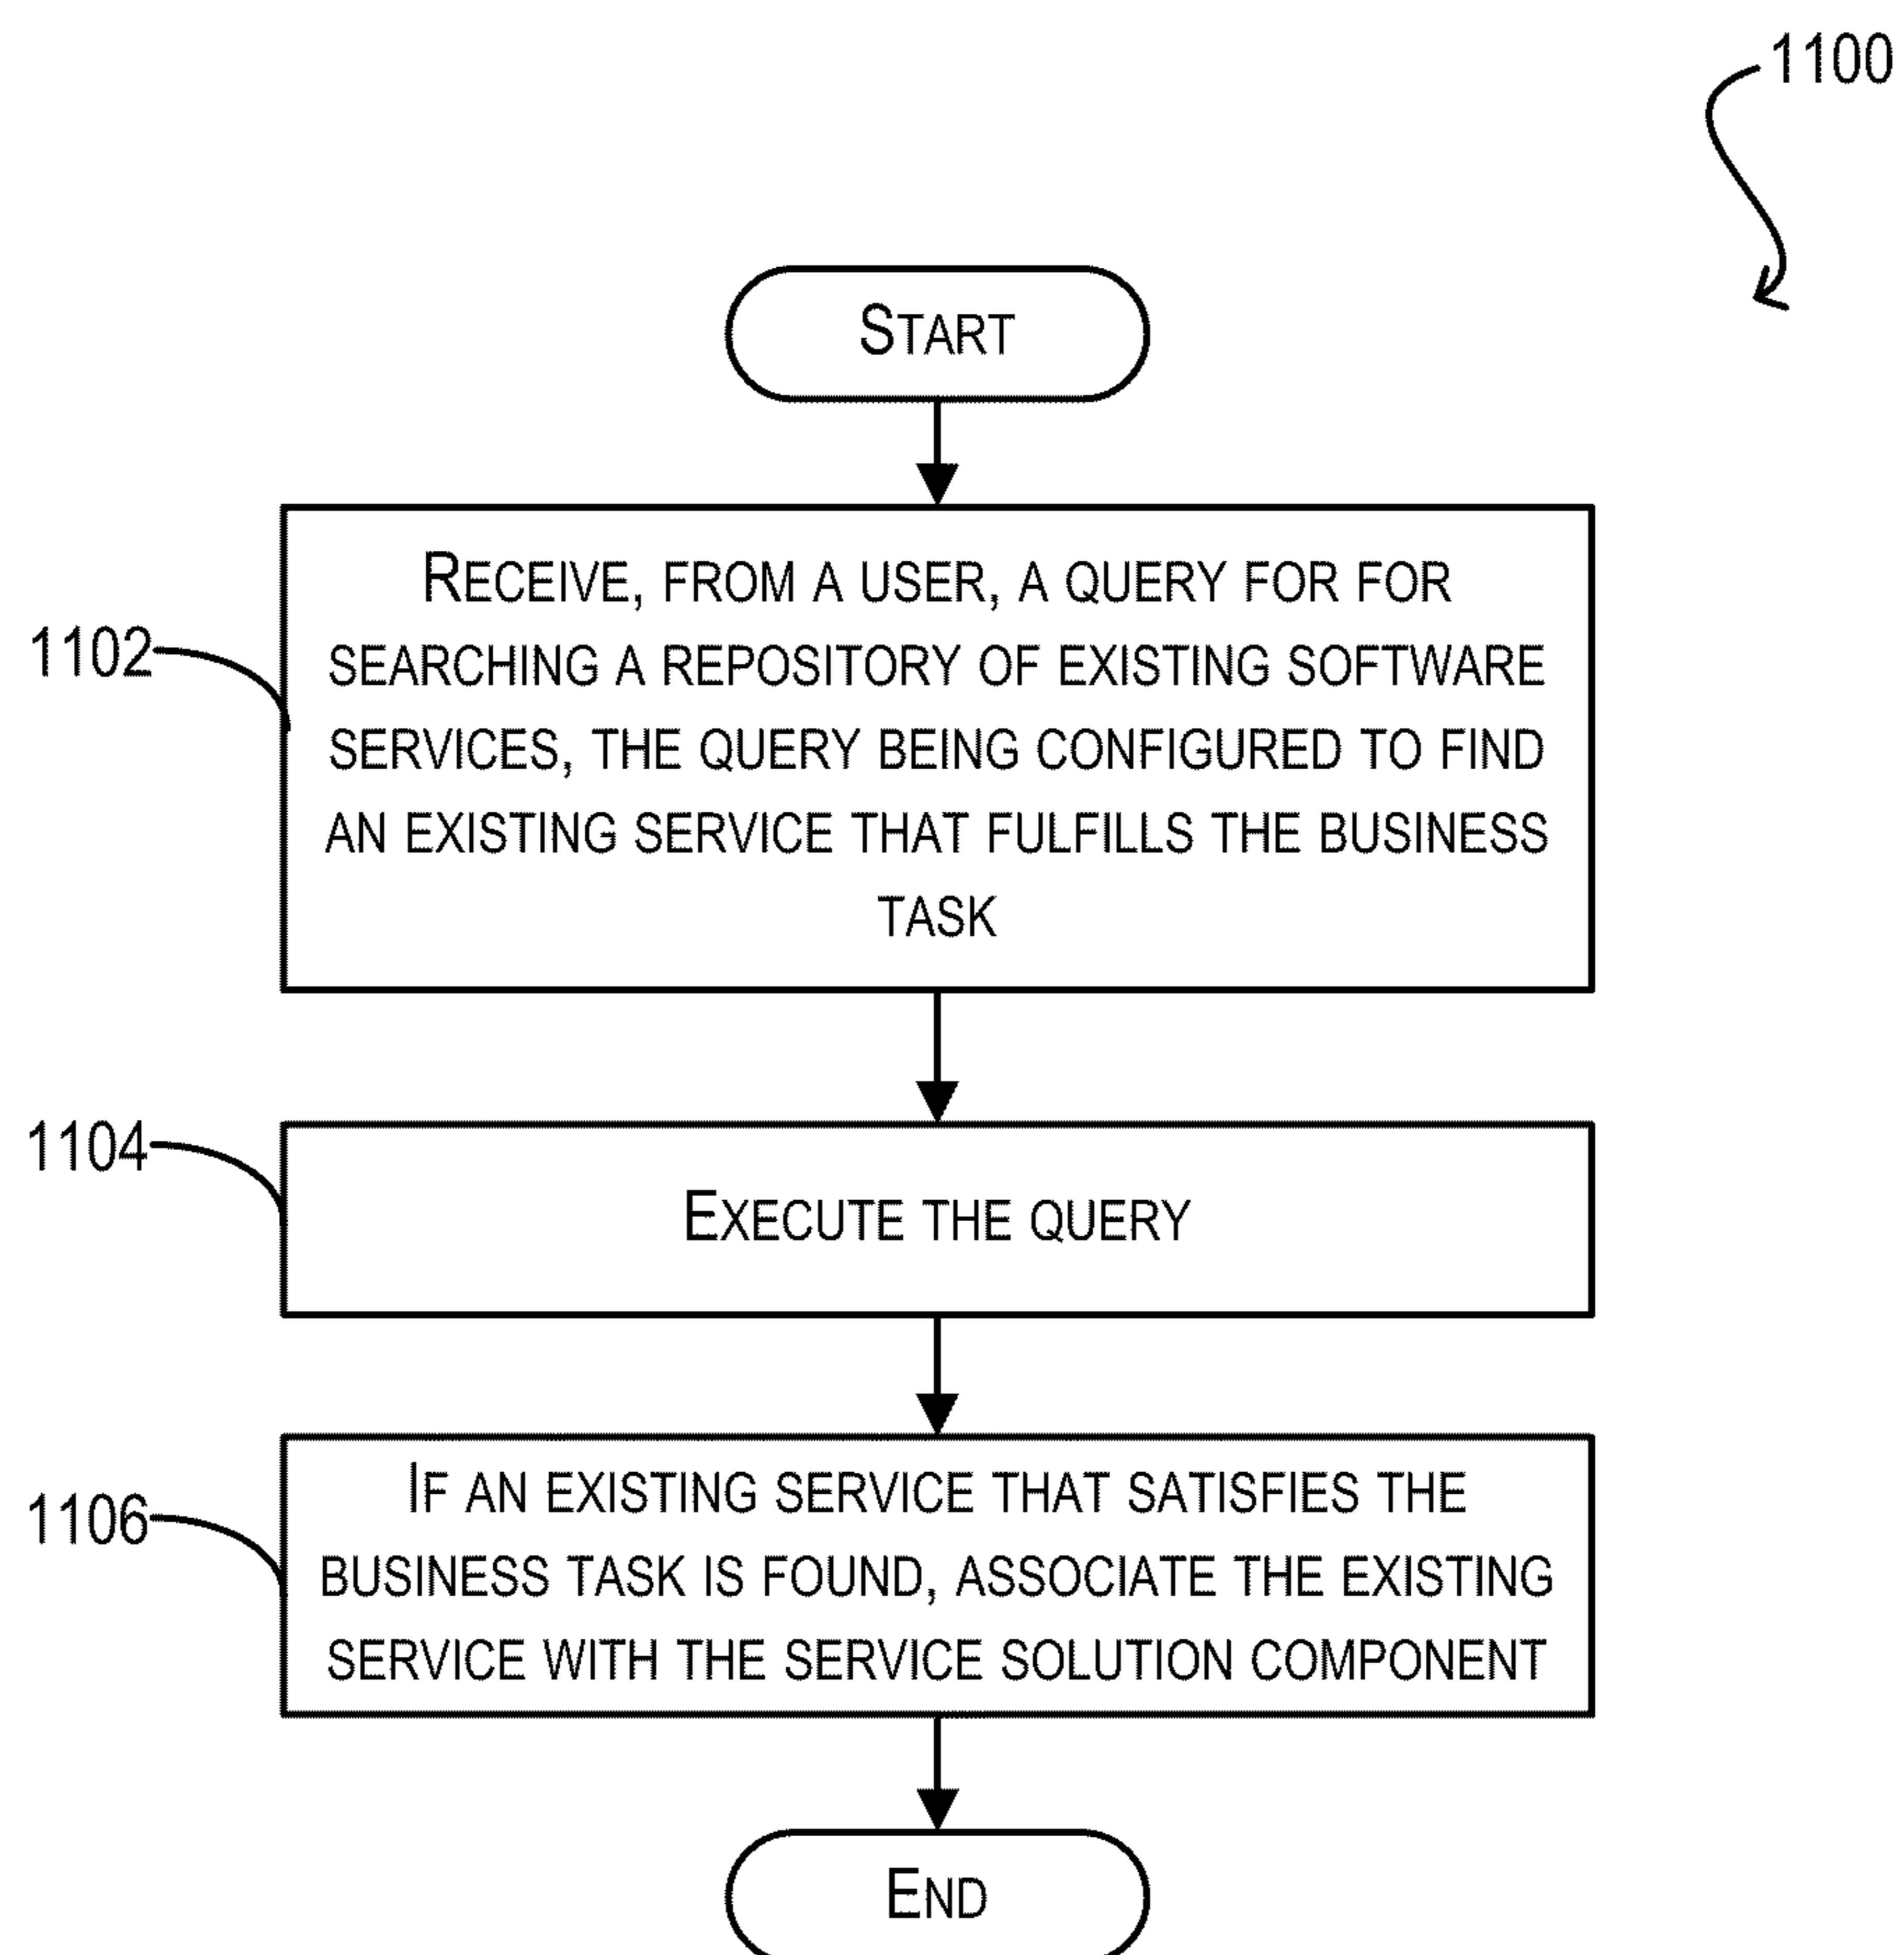 1100
START
RECEIVE, FROM A USER, A QUERY FOR FOR
SEARCHING A REPOSITORY OF EXISTING SOFTWARE
SERVICES, THE QUERY BEING CONFIGURED TO FIND
AN EXISTING SERVICE THAT FULFILLS THE BUSINESS
TASK
1102
EXECUTE THE QUERY
1104
IF AN EXISTING SERVICE THAT SATISFIES THE
BUSINESS TASK IS FOUND, ASSOCIATE THE EXISTING
SERVICE WITH THE SERVICE SOLUTION COMPONENT
1106
END